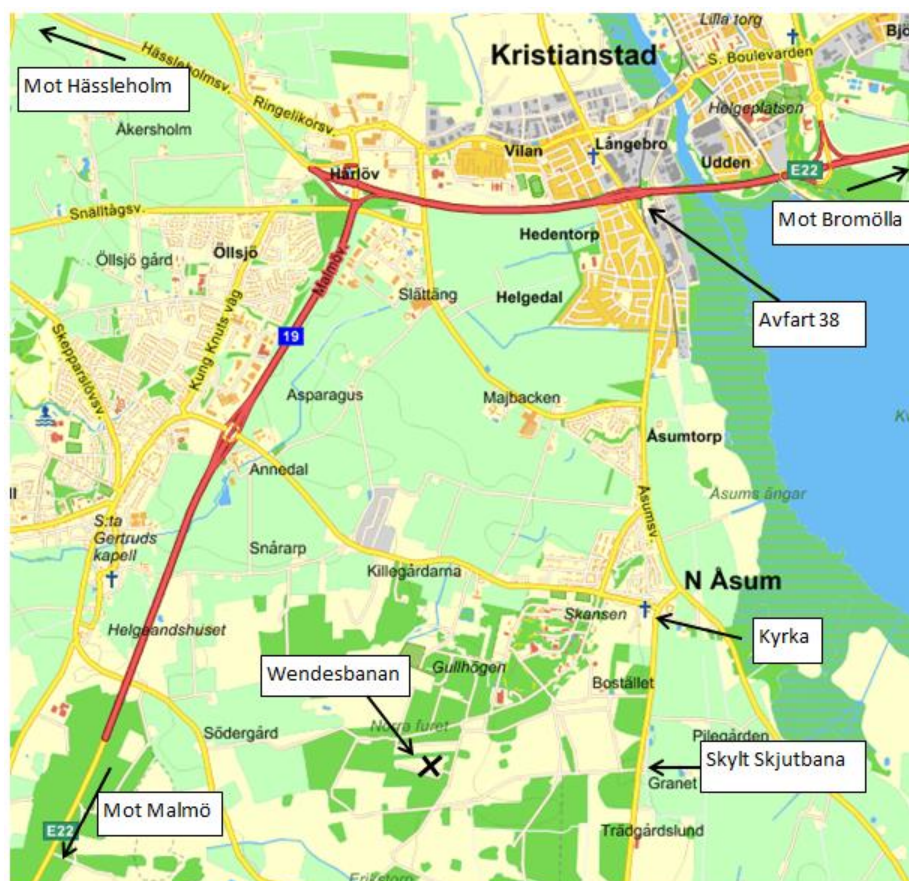 Lilla torg
Kristianstad
Bjö
S. Boulevarden
Hässleholmsv.
Mot Hässleholm
Ringelikorsv.
Helgeplatsen
Åkersholm
Vilan
Långebro
Udden
E22
Härlöv
Mot Bromölla
Snälltågsv.
Hedentorp
Öllsjö
Öllsjö gård
Malmöv.
Slättäng
Helgedal
Avfart 38
Kung Knuts väg
19
Skepparslövsv.
Asparagus
Majbacken
Åsumtorp
Annedal
Åsums ängar
S:ta
Gertruds
kapell
Åsumsv.
Snårarp
Killegårdarna
N Åsum
Skansen
Helgeandshuset
Kyrka
Wendesbanan
Gullhögen
Bostället
Norra furet
Södergård
Pilegården
Skylt Skjutbana
Granet
Mot Malmö
E22
Trädgårdslund
Erikstorp